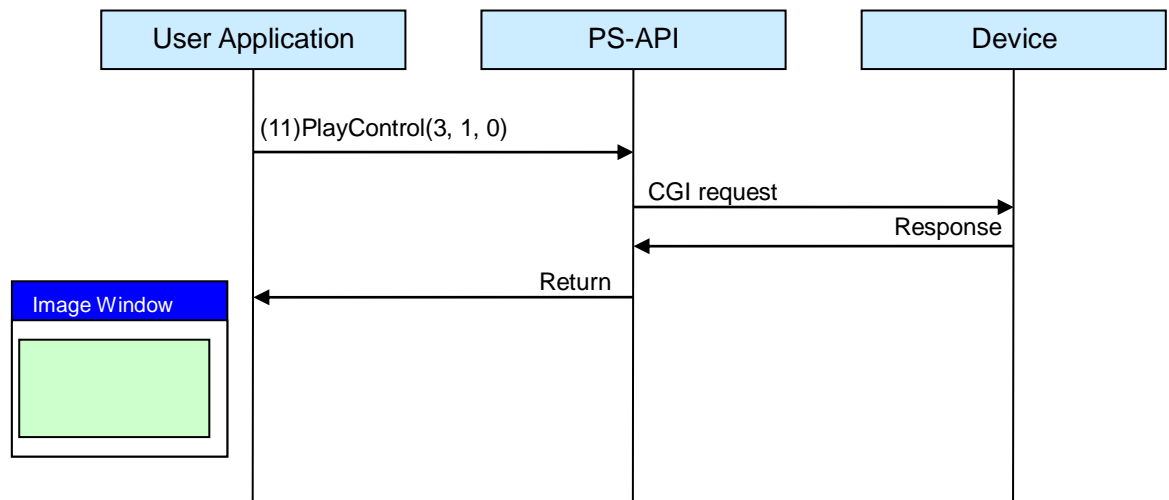 User Application
PS-API
Device
(11)PlayControl(3, 1, 0)
CGI request
Response
Return
Image Window